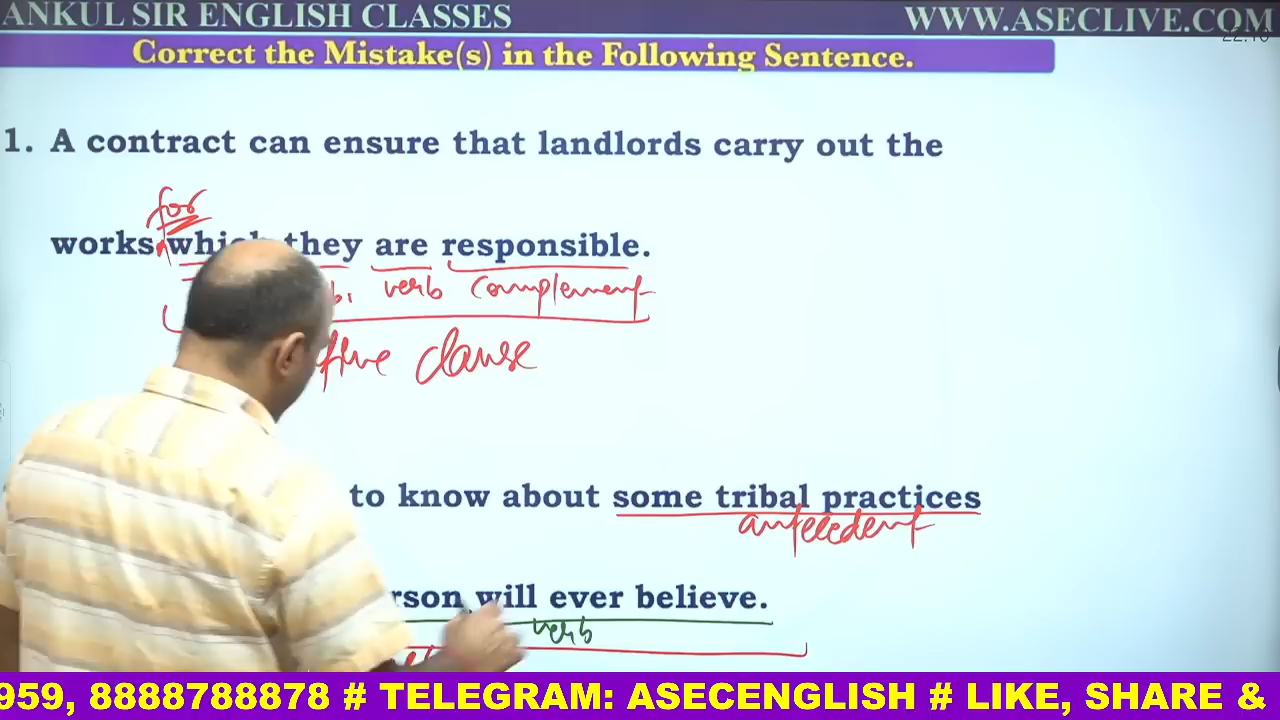 ANKUL SIR ENGLISH CLASSES
WWW.ASECLIVE.COM
Correct the Mistake(s) in the Following Sentence.
1. A contract can ensure that landlords carry out the
for
works they are responsible.
verb complement
clause
to know about some tribal practices
antecedent
will ever believe.
verb
959, 8888788878 # TELEGRAM: ASECENGLISH # LIKE, SHARE &